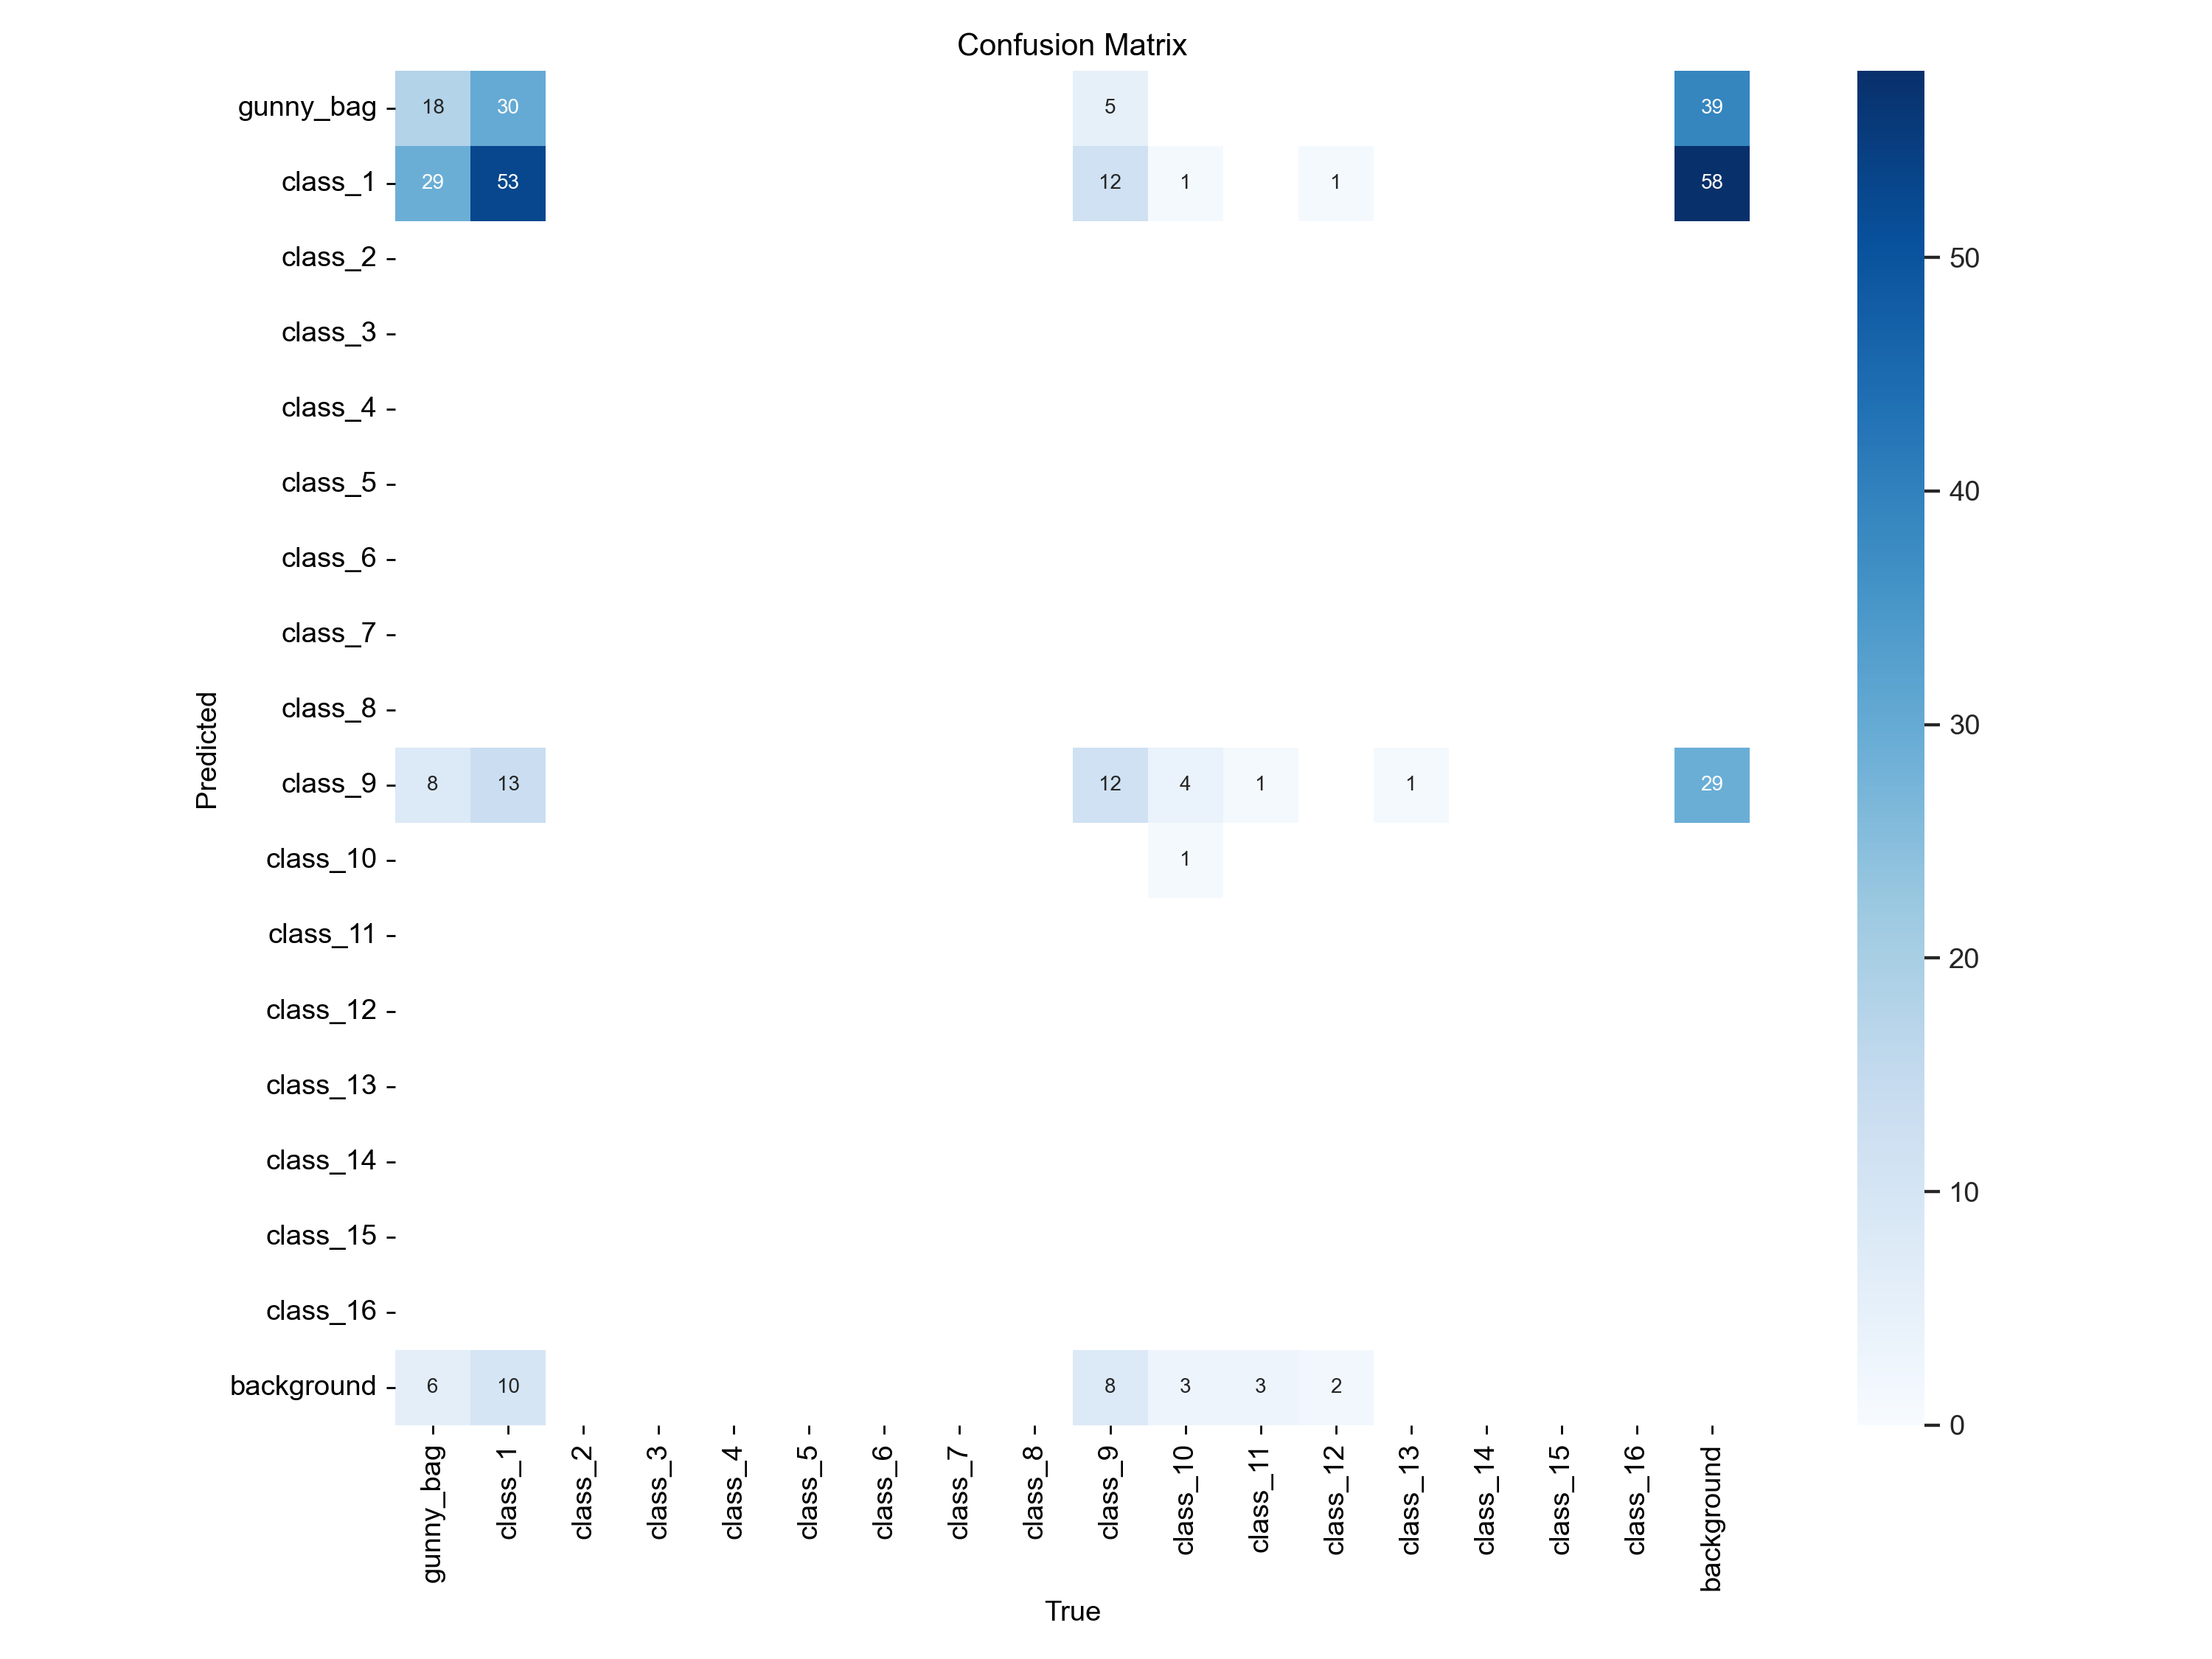 Confusion Matrix
gunny_bag 18 30 5 39
class_1 29 53 12 1 1 58
class_2
class_3
class_4
class_5
class_6
class_7
class_8
class_9 8 13 12 4 1 1 29
class_10 1
class_11
class_12
class_13
class_14
class_15
class_16
background 6 10 8 3 3 2
Predicted
gunny_bag class_1 class_2 class_3 class_4 class_5 class_6 class_7 class_8 class_9 class_10 class_11 class_12 class_13 class_14 class_15 class_16 background
True
50
40
30
20
10
0